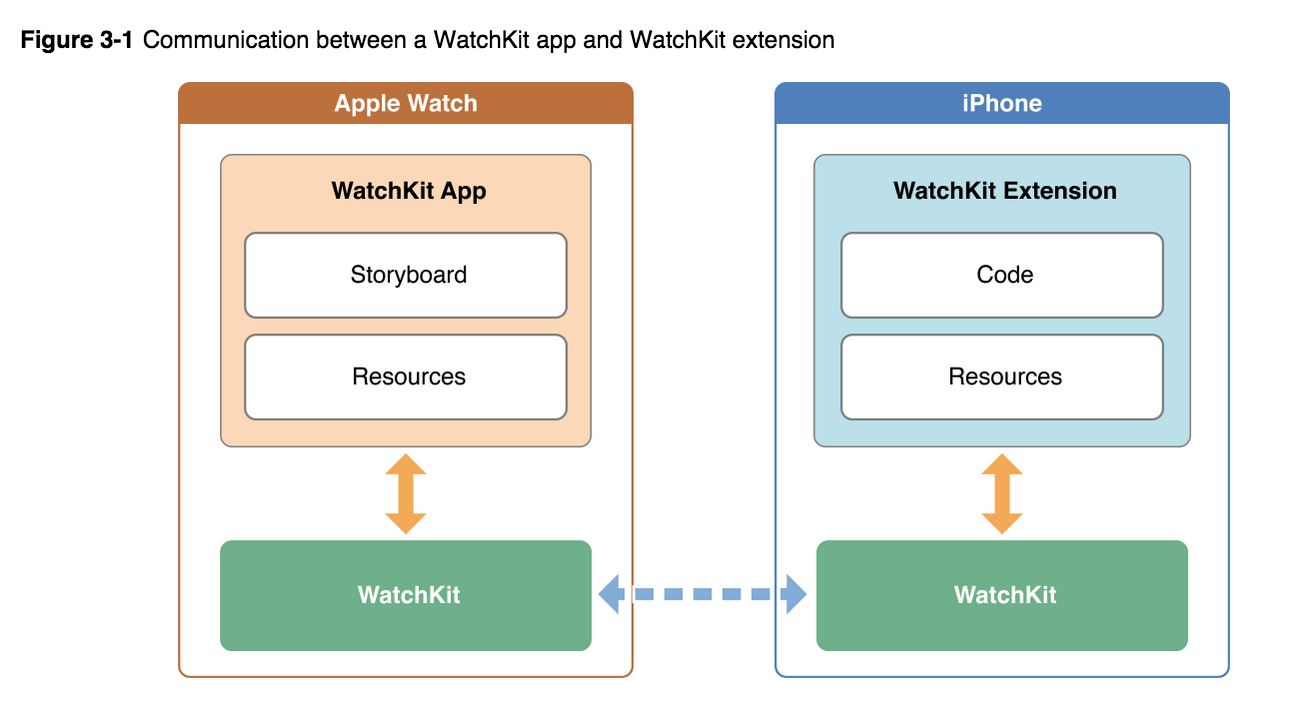 Figure 3-1 Communication between a WatchKit app and WatchKit extension
Apple Watch
WatchKit App
Storyboard
Resources
WatchKit
iPhone
WatchKit Extension
Code
Resources
WatchKit